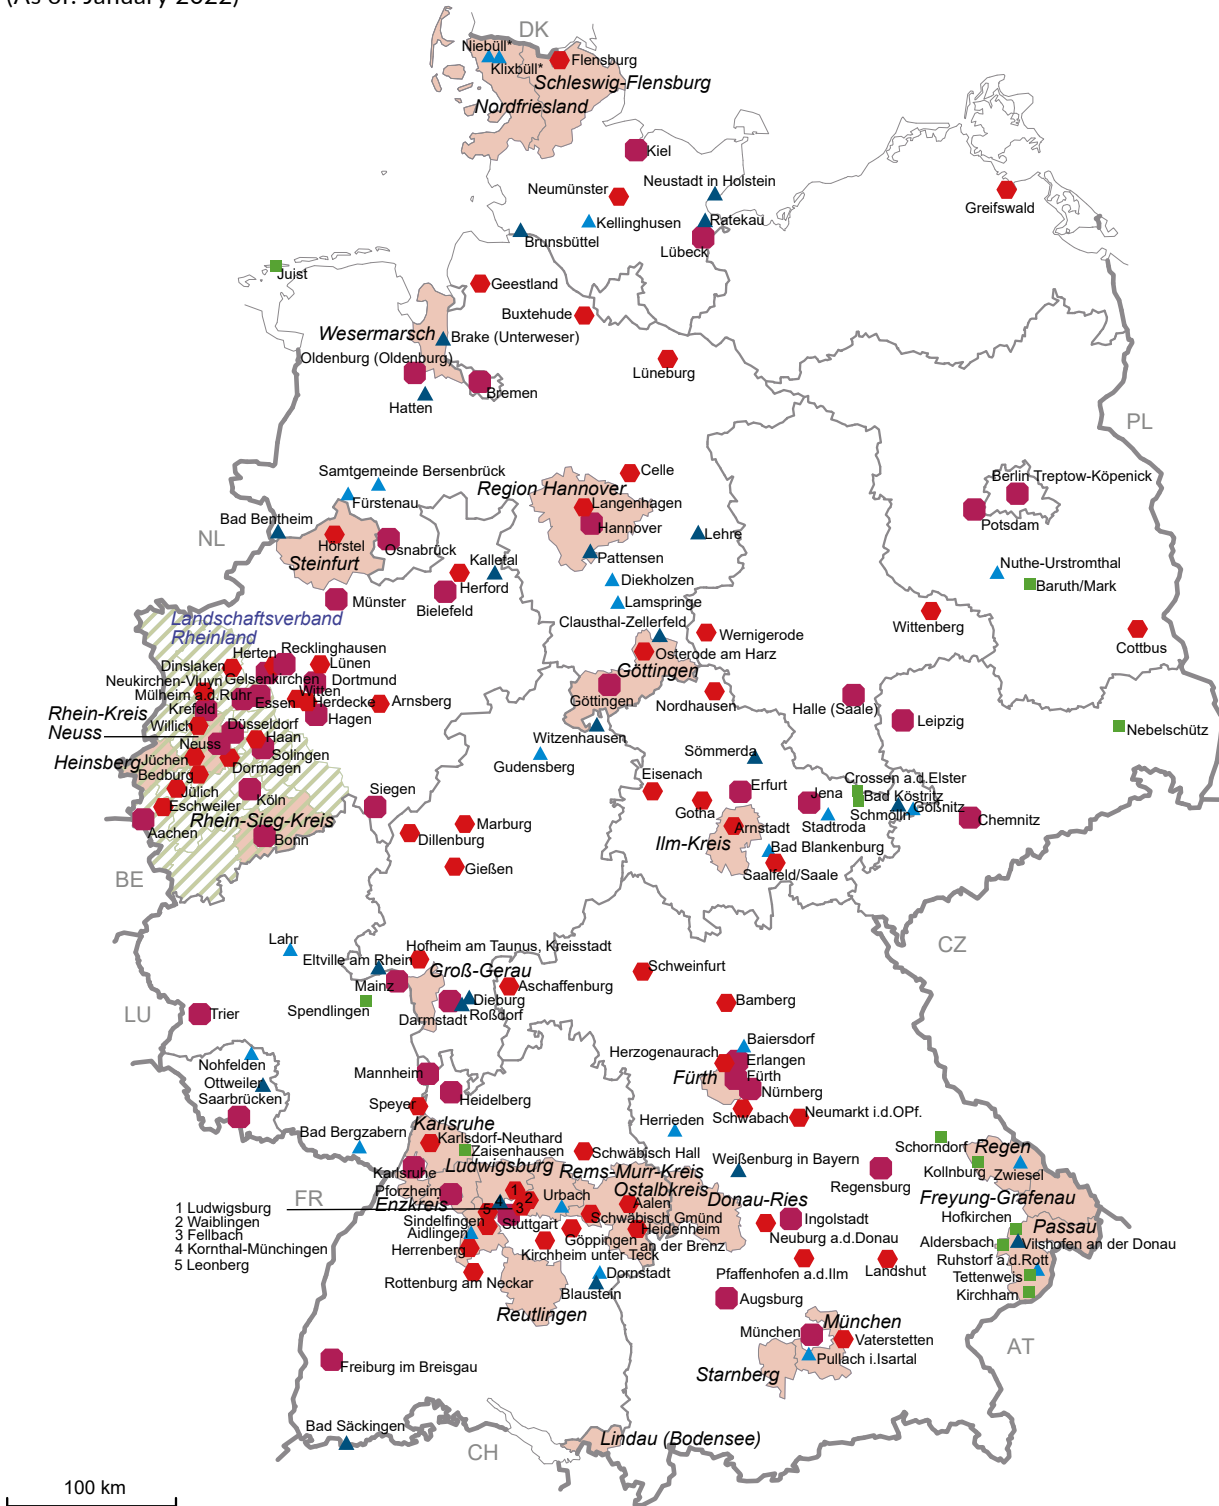 (As of: January 2022)
DK
Niebüll*
Klixbüll*
Flensburg
Schleswig-Flensburg
Nordfriesland
Kiel
Neustadt in Holstein
Neumünster
Greifswald
Kellinghusen
Ratekau
Brunsbüttel
Lübeck
Juist
Geestland
Buxtehude
Wesermarsch
Brake (Unterweser)
Oldenburg (Oldenburg)
Lüneburg
Bremen
Hatten
PL
Samtgemeinde Bersenbrück
Celle
Berlin Treptow-Köpenick
Region Hannover
Fürstenau
Langenhagen
Bad Bentheim
Hannover
Potsdam
NL
Lehre
Hörstel
Osnabrück
Steinfurt
Kalletal
Pattensen
Nuthe-Urstromthal
Diekholzen
Baruth/Mark
Herford
Münster
Bielefeld
Lamspringe
Landschaftsverband
Rheinland
Clausthal-Zellerfeld
Wittenberg
Wernigerode
Cottbus
Herten
Recklinghausen
Osterode am Harz
Dinslaken
Lünen
Göttingen
Neukirchen-Vluyn
Gelsenkirchen
Dortmund
Mülheim a.d.Ruhr
Witten
Essen
Herdecke
Arnsberg
Göttingen
Nordhausen
Halle (Saale)
Krefeld
Rhein-Kreis
Neuss
Hagen
Leipzig
Willich
Düsseldorf
Nebelschütz
Neuss
Haan
Witzenhausen
Solingen
Sömmerda
Heinsberg
Jüchen
Dormagen
Gudensberg
Bedburg
Eisenach
Crossen a.d.Elster
Jülich
Siegen
Erfurt
Jena
Bad Köstritz
Köln
Eschweiler
Gotha
Schmölln
Gößnitz
Rhein-Sieg-Kreis
Marburg
Stadtroda
Chemnitz
Aachen
Bonn
Dillenburg
Arnstadt
Ilm-Kreis
Bad Blankenburg
Gießen
Saalfeld/Saale
BE
Lahr
Hofheim am Taunus, Kreisstadt
CZ
Eltville am Rhein
Groß-Gerau
Schweinfurt
Mainz
Aschaffenburg
Dieburg
Bamberg
Spendlingen
Roßdorf
LU
Trier
Darmstadt
Baiersdorf
Herzogenaurach
Nohfelden
Erlangen
Mannheim
Fürth
Fürth
Ottweiler
Nürnberg
Saarbrücken
Heidelberg
Speyer
Schwabach
Neumarkt i.d.OPf.
Karlsruhe
Herrieden
Bad Bergzabern
Karlsdorf-Neuthard
Schorndorf
Regen
Zaisenhausen
Schwäbisch Hall
Weißenburg in Bayern
Karlsruhe
Ludwigsburg
Rems-Murr-Kreis
Kollnburg
Zwiesel
Regensburg
Pforzheim
Ostalbkreis
FR
Enzkreis
Urbach
Aalen
Donau-Ries
Freyung-Grafenau
1 Ludwigsburg
2 Waiblingen
3 Fellbach
4 Kornthal-Münchingen
5 Leonberg
1
2
3
4
5
Hofkirchen
Passau
Sindelfingen
Stuttgart
Schwäbisch Gmünd
Ingolstadt
Aidlingen
Göppingen
Heidenheim
an der Brenz
Neuburg a.d.Donau
Aldersbach
Vilshofen an der Donau
Herrenberg
Kirchheim unter Teck
Ruhstorf a.d.Rott
Rottenburg am Neckar
Dornstadt
Pfaffenhofen a.d.Ilm
Landshut
Tettenweis
Blaustein
Kirchham
Reutlingen
Augsburg
München
München
Vaterstetten
AT
Freiburg im Breisgau
Pullach i.Isartal
Starnberg
Bad Säckingen
CH
Lindau (Bodensee)
100 km